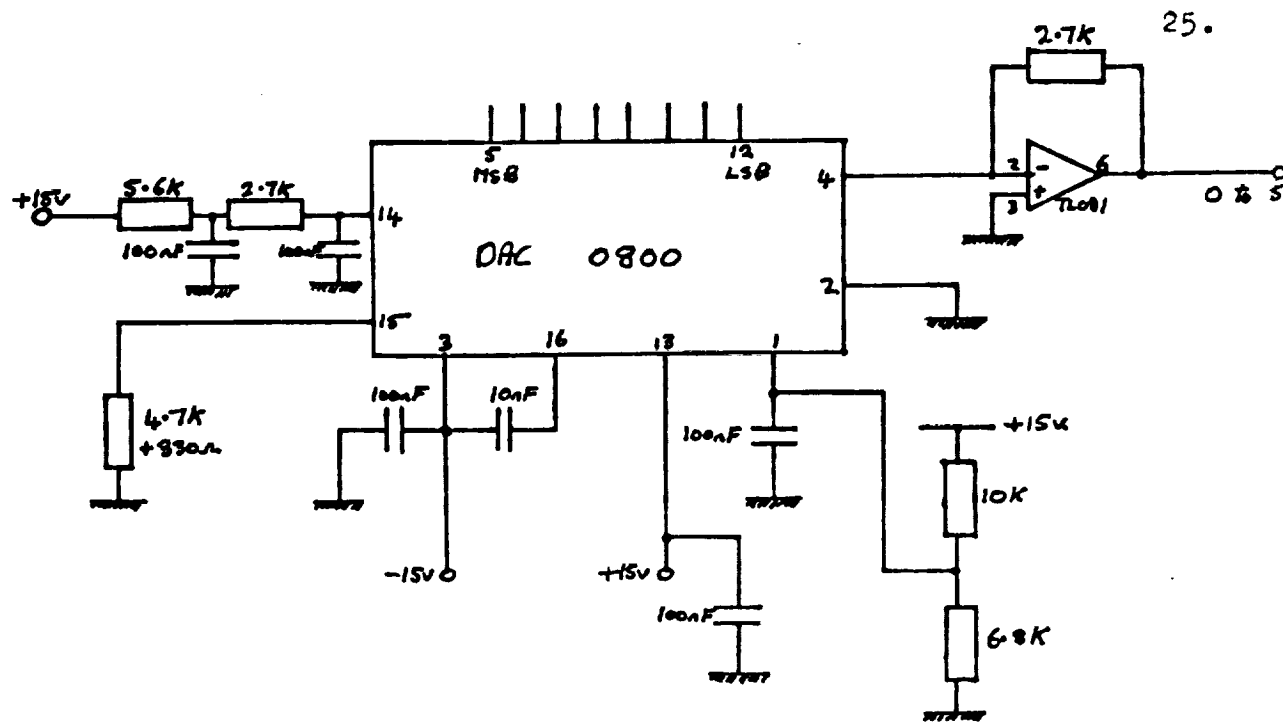 25.
2.7K
5 12
MSB LSB
4
2 - 6
+
3 TL081
0 to 5
+15v 5.6K 2.7K 14
100nF 100nF
DAC 0800
2
15
3 16 13 1
100nF 10nF
4.7K
+830Ω
100nF
+15v
10K
-15v +15v
100nF
6.8K